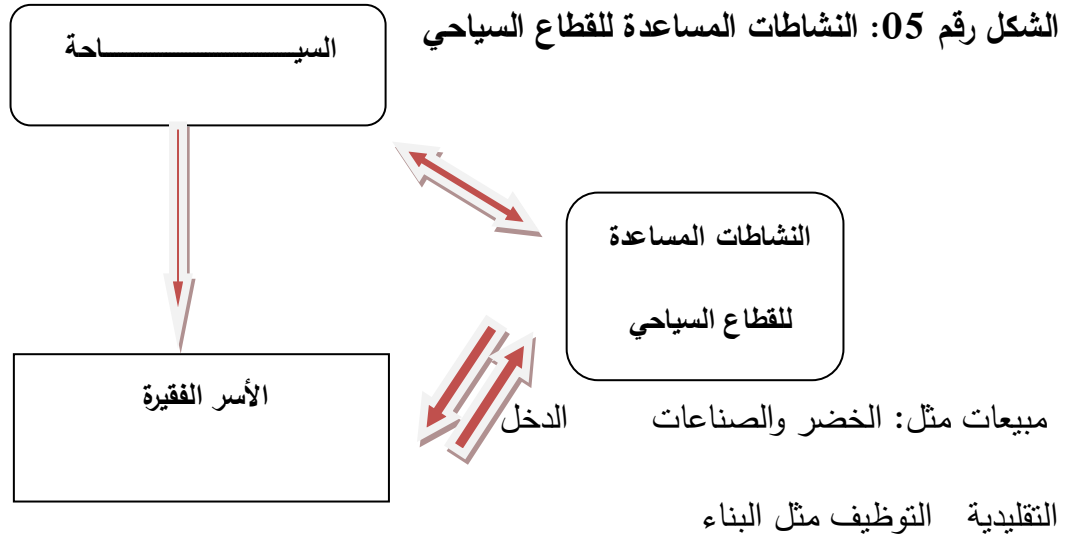 الشكل رقم 05: النشاطات المساعدة للقطاع السياحي
السيـــــــــــــــــــــــاحة
النشاطات المساعدة
للقطاع السياحي
الأسر الفقيرة
مبيعات مثل: الخضر والصناعات الدخل
التقليدية التوظيف مثل البناء